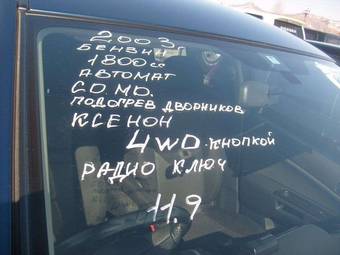 2003.
БЕНЗИН
1800 cc
АВТОМАТ
CD.MD.
ПОДОГРЕВ ДВОРНИКОВ
КСЕНОН
4WD-КНОПКОЙ
РАДИО КЛЮЧ
11.9